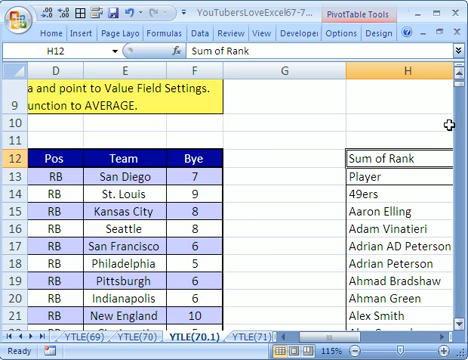 YouTubersLoveExcel67-7...
PivotTable Tools
Home Insert Page Layo Formulas Data Review View Developer Options Design
H12 fx Sum of Rank
D E F G H
9 a and point to Value Field Settings.
unction to AVERAGE.
10
11
12 Pos Team Bye Sum of Rank
13 RB San Diego 7 Player
14 RB St. Louis 9 49ers
15 RB Kansas City 8 Aaron Elling
16 RB Seattle 8 Adam Vinatieri
17 RB San Francisco 6 Adrian AD Peterson
18 RB Philadelphia 5 Adrian Peterson
19 RB Pittsburgh 6 Ahmad Bradshaw
20 RB Indianapolis 6 Ahman Green
21 RB New England 10 Alex Smith
YTLE(69) YTLE(70) YTLE(70.1) YTLE(71)
Ready 115%